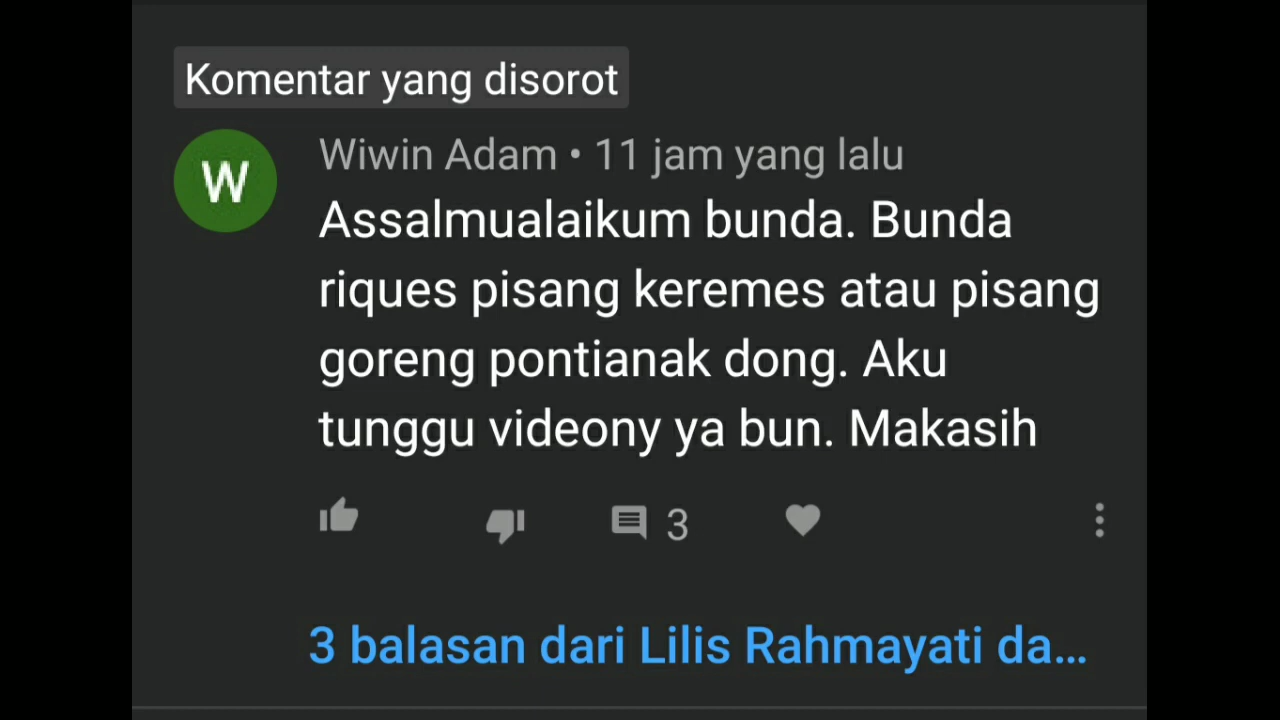 Komentar yang disorot
W
Wiwin Adam • 11 jam yang lalu
Assalmualaikum bunda. Bunda
riques pisang keremes atau pisang
goreng pontianak dong. Aku
tunggu videony ya bun. Makasih
3
3 balasan dari Lilis Rahmayati da...